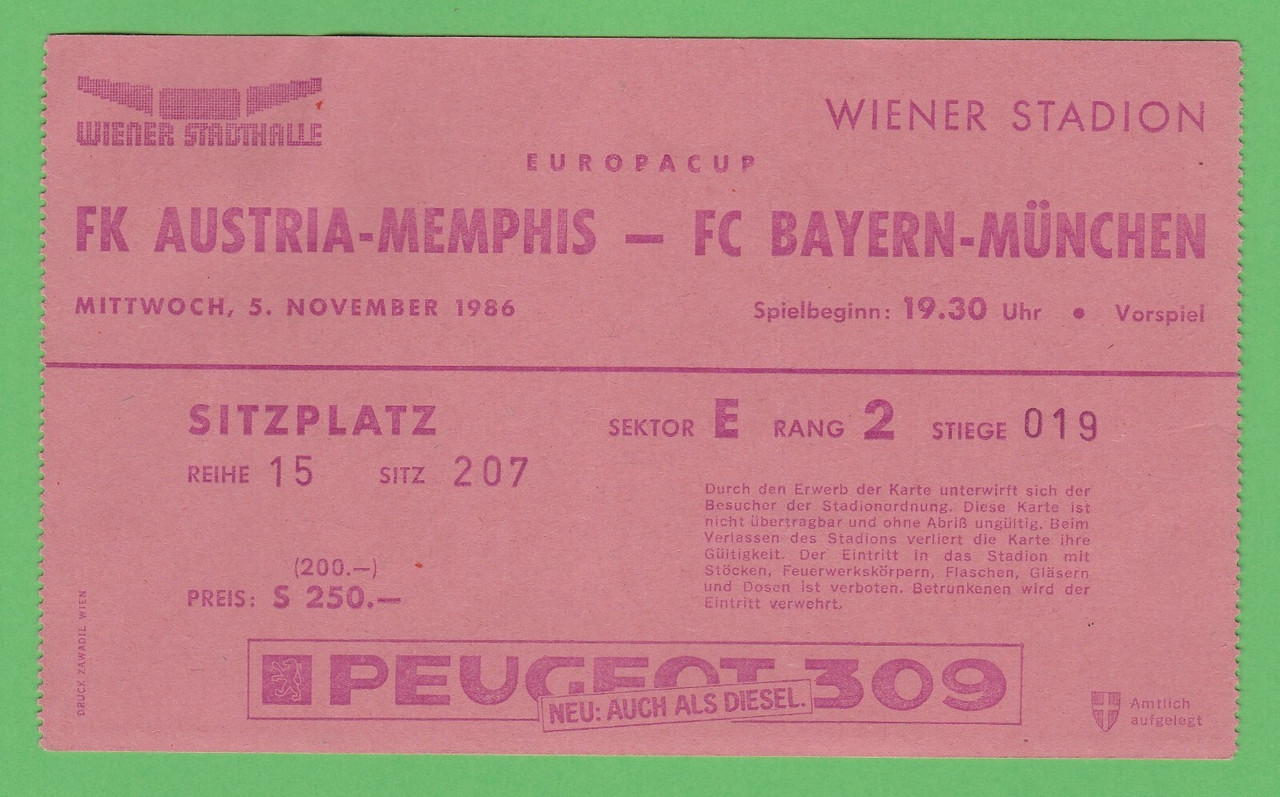 WIENER STADTHALLE
WIENER STADION
EUROPACUP
FK AUSTRIA-MEMPHIS — FC BAYERN-MÜNCHEN
MITTWOCH, 5. NOVEMBER 1986 Spielbeginn: 19.30 Uhr • Vorspiel
SITZPLATZ SEKTOR E RANG 2 STIEGE 019
REIHE 15 SITZ 207
Durch den Erwerb der Karte unterwirft sich der
Besucher der Stadionordnung. Diese Karte ist
nicht übertragbar und ohne Abriß ungültig. Beim
Verlassen des Stadions verliert die Karte ihre
Gültigkeit. Der Eintritt in das Stadion mit
Stöcken, Feuerwerkskörpern, Flaschen, Gläsern
und Dosen ist verboten. Betrunkenen wird der
Eintritt verwehrt.
(200.—)
PREIS: S 250.—
DRUCK ZAWADIL WIEN
PEUGEOT 309
NEU: AUCH ALS DIESEL.
Amtlich
aufgelegt